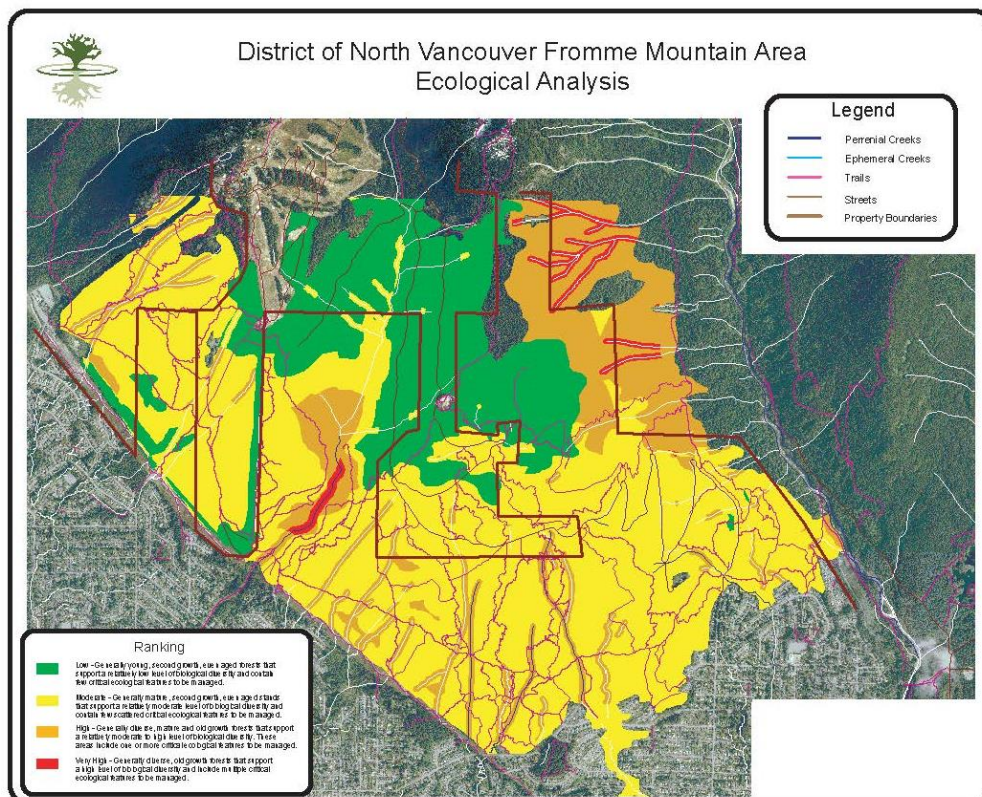 District of North Vancouver Fromme Mountain Area
Ecological Analysis
Legend
Perrenial Creeks
Ephemeral Creeks
Trails
Streets
Property Boundaries
Ranking
Low - Generally young, second growth, even aged forests that
support a relatively low level of biological diversity and contain
few critical ecological features to be managed.
Moderate - Generally mature, second growth, even aged stands
that support a relatively moderate level of biological diversity and
contain few scattered critical ecological features to be managed.
High - Generally diverse, mature and old growth forests that support
a relatively moderate to high level of biological diversity. These
areas include one or more critical ecological features to be managed.
Very High - Generally diverse, old growth forests that support
a high level of biological diversity and include multiple critical
ecological features to be managed.